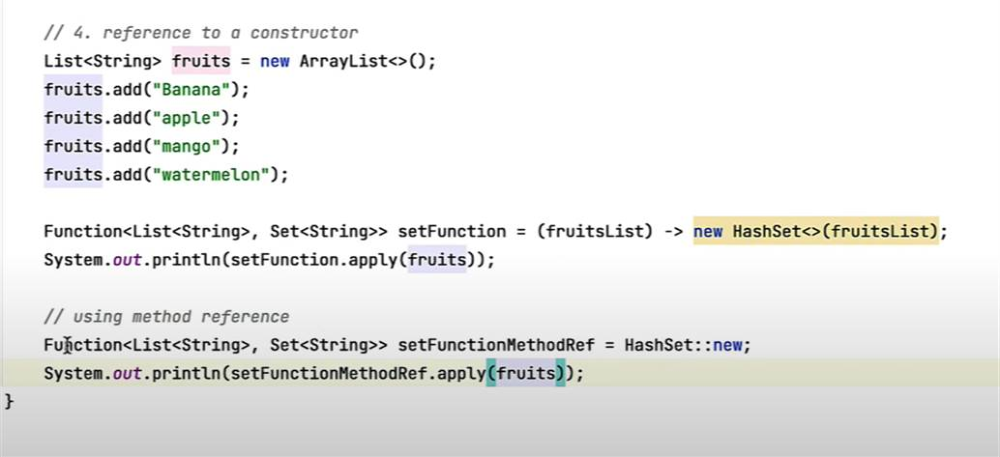 // 4. reference to a constructor
List<String> fruits = new ArrayList<>();
fruits.add("Banana");
fruits.add("apple");
fruits.add("mango");
fruits.add("watermelon");
Function<List<String>, Set<String>> setFunction = (fruitsList) -> new HashSet<>(fruitsList);
System.out.println(setFunction.apply(fruits));
// using method reference
Function<List<String>, Set<String>> setFunctionMethodRef = HashSet::new;
System.out.println(setFunctionMethodRef.apply(fruits));
}